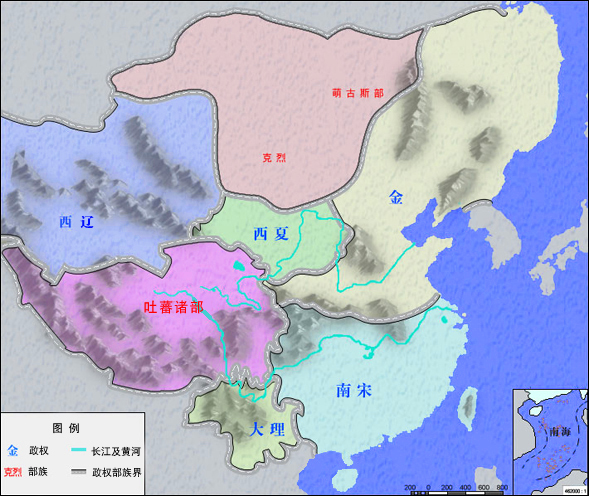 萌古斯部
克烈
金
西辽
西夏
吐蕃诸部
南宋
大理
图例
金 政权
长江及黄河
克烈 部族
政权部族界
南海
200 0 200 400 600 800